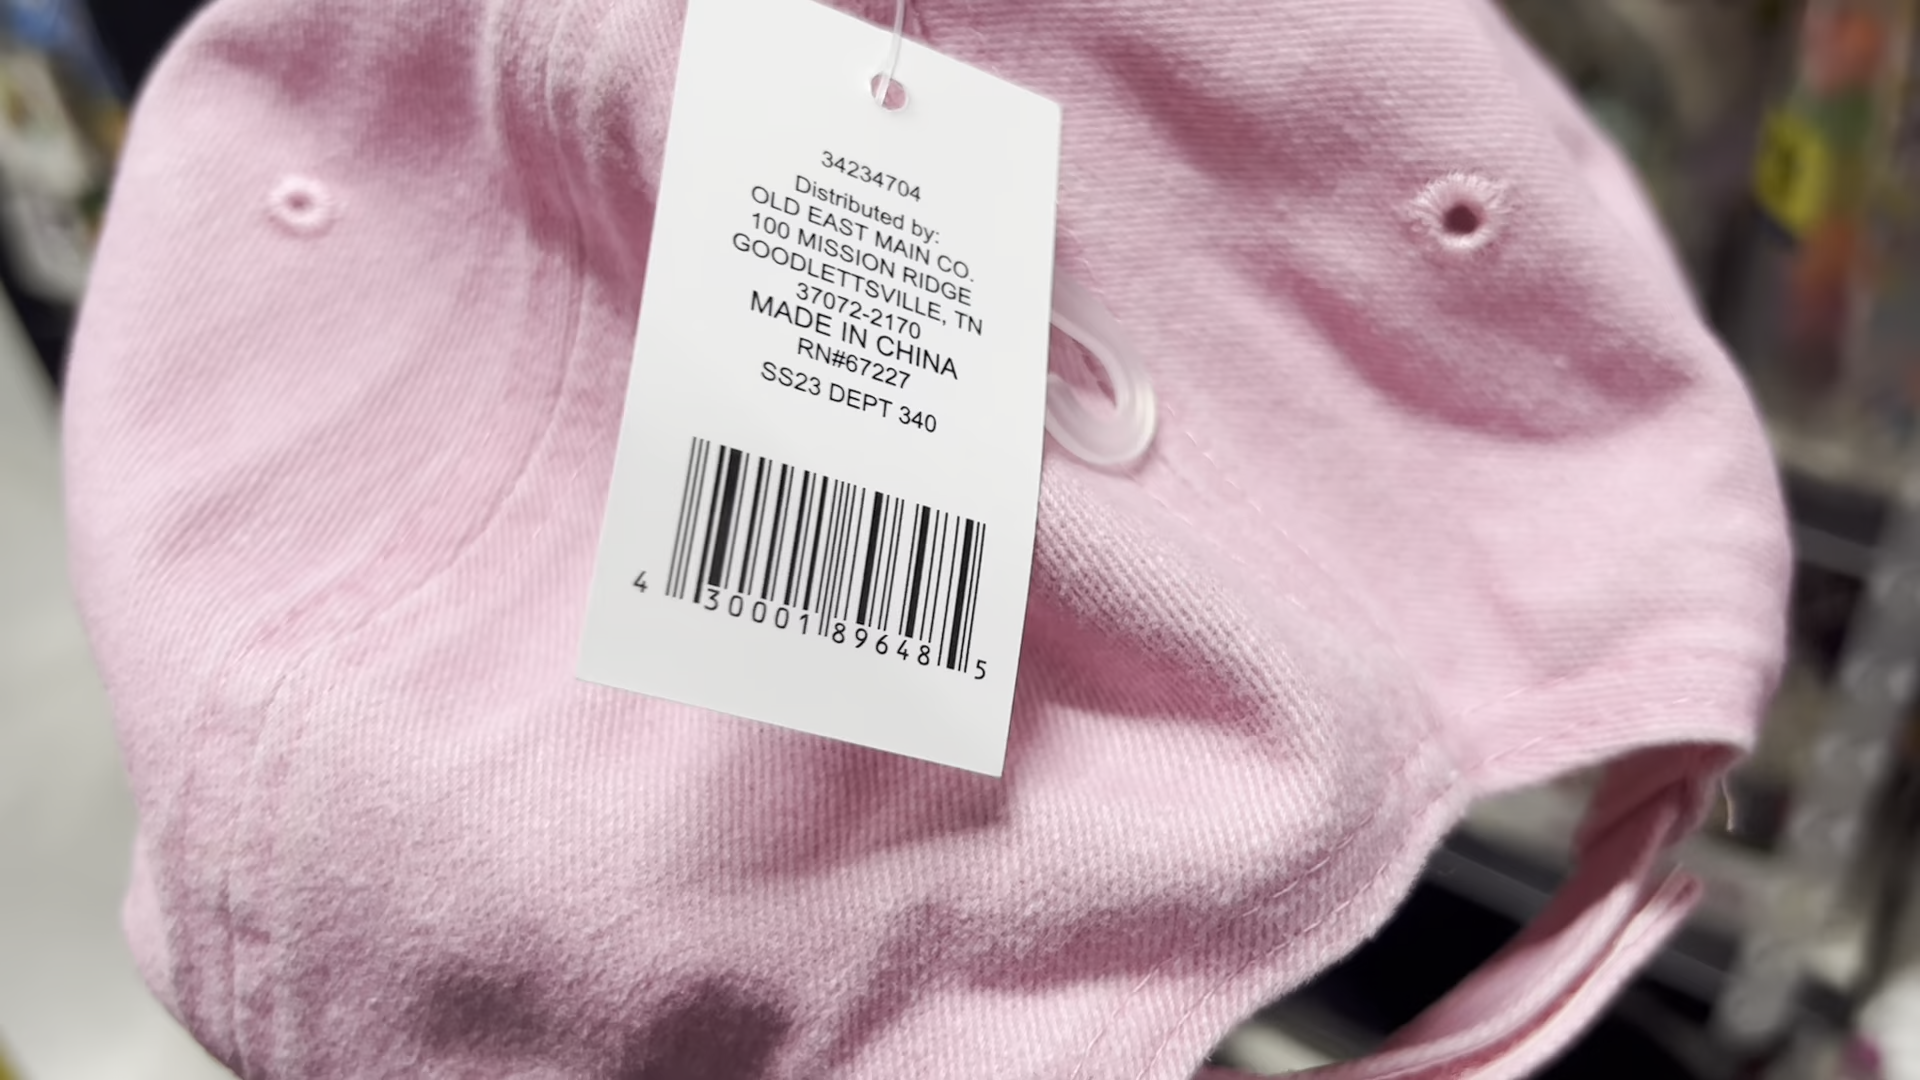 34234704
Distributed by:
OLD EAST MAIN CO.
100 MISSION RIDGE
GOODLETTSVILLE, TN
37072-2170
MADE IN CHINA
RN#67227
SS23 DEPT 340
4 30001 89648 5